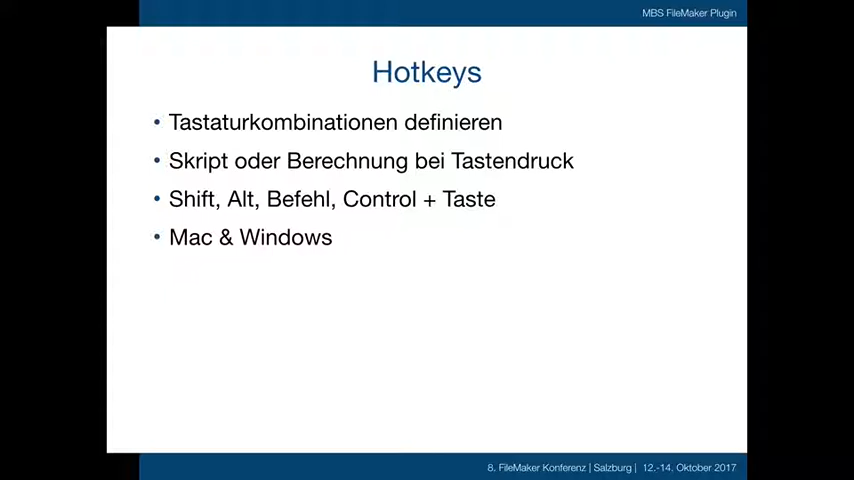 MBS FileMaker Plugin
Hotkeys
• Tastaturkombinationen definieren
• Skript oder Berechnung bei Tastendruck
• Shift, Alt, Befehl, Control + Taste
• Mac & Windows
8. FileMaker Konferenz | Salzburg | 12.-14. Oktober 2017